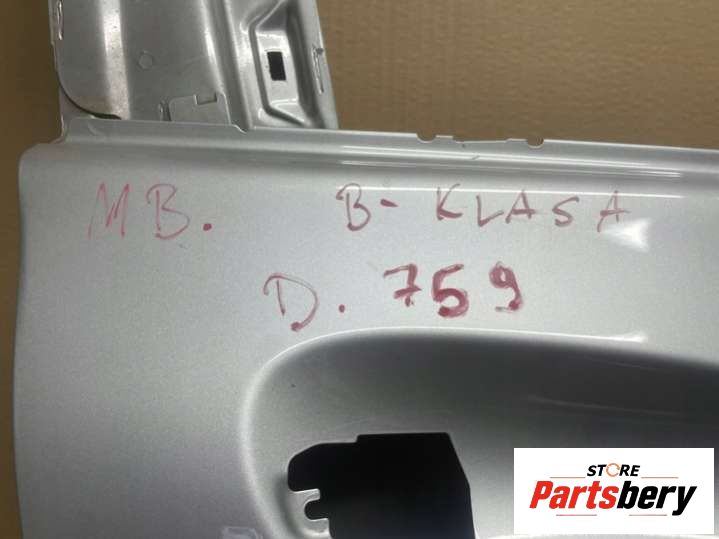 MB. B-KLASA
D. 759
STORE
Partsbery